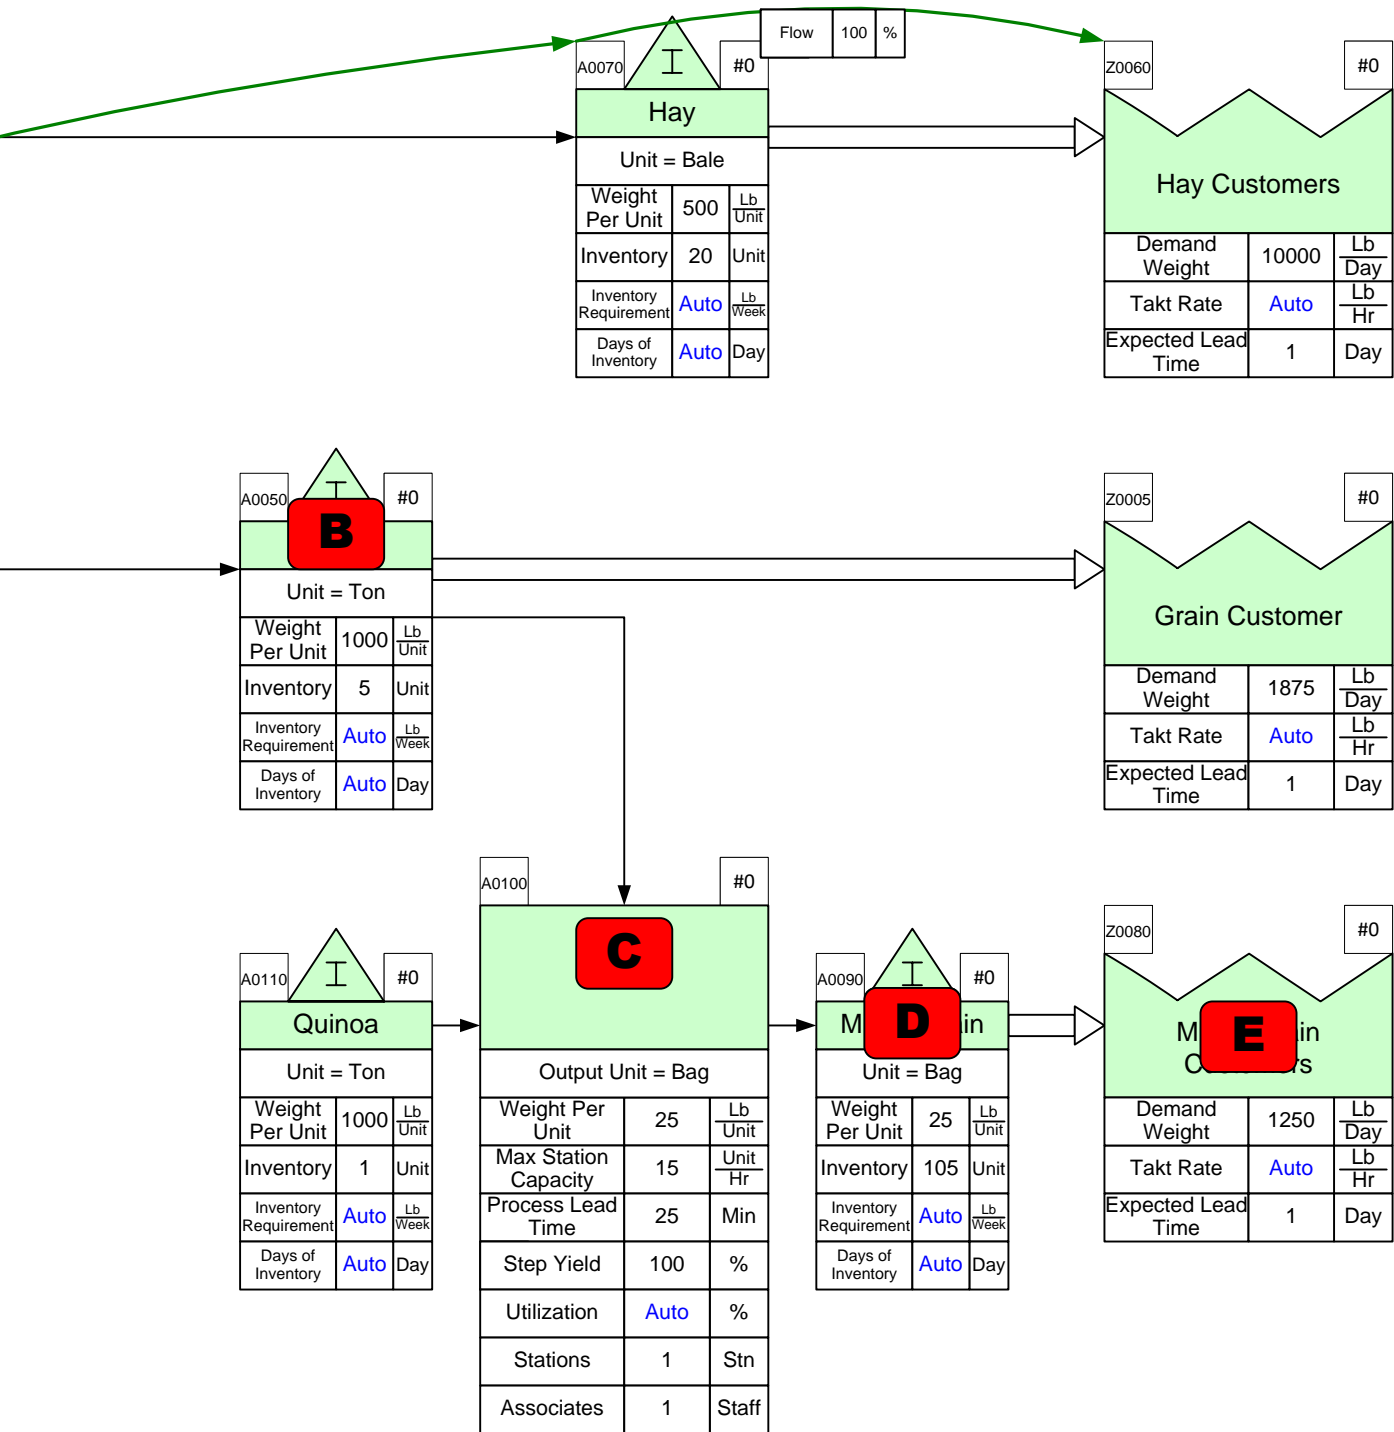 Flow 100 %
A0070 #0
Hay
Unit = Bale
Weight Per Unit 500 Lb/Unit
Inventory 20 Unit
Inventory Requirement Auto Lb/Week
Days of Inventory Auto Day
Z0060 #0
Hay Customers
Demand Weight 10000 Lb/Day
Takt Rate Auto Lb/Hr
Expected Lead Time 1 Day
A0050 #0
B
Unit = Ton
Weight Per Unit 1000 Lb/Unit
Inventory 5 Unit
Inventory Requirement Auto Lb/Week
Days of Inventory Auto Day
Z0005 #0
Grain Customer
Demand Weight 1875 Lb/Day
Takt Rate Auto Lb/Hr
Expected Lead Time 1 Day
A0110 #0
Quinoa
Unit = Ton
Weight Per Unit 1000 Lb/Unit
Inventory 1 Unit
Inventory Requirement Auto Lb/Week
Days of Inventory Auto Day
A0100 #0
C
Output Unit = Bag
Weight Per Unit 25 Lb/Unit
Max Station Capacity 15 Unit/Hr
Process Lead Time 25 Min
Step Yield 100 %
Utilization Auto %
Stations 1 Stn
Associates 1 Staff
A0090 #0
D
Unit = Bag
Weight Per Unit 25 Lb/Unit
Inventory 105 Unit
Inventory Requirement Auto Lb/Week
Days of Inventory Auto Day
Z0080 #0
E
Demand Weight 1250 Lb/Day
Takt Rate Auto Lb/Hr
Expected Lead Time 1 Day